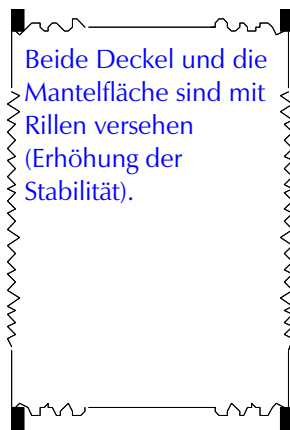 Beide Deckel und die
Mantelfläche sind mit
Rillen versehen
(Erhöhung der
Stabilität).